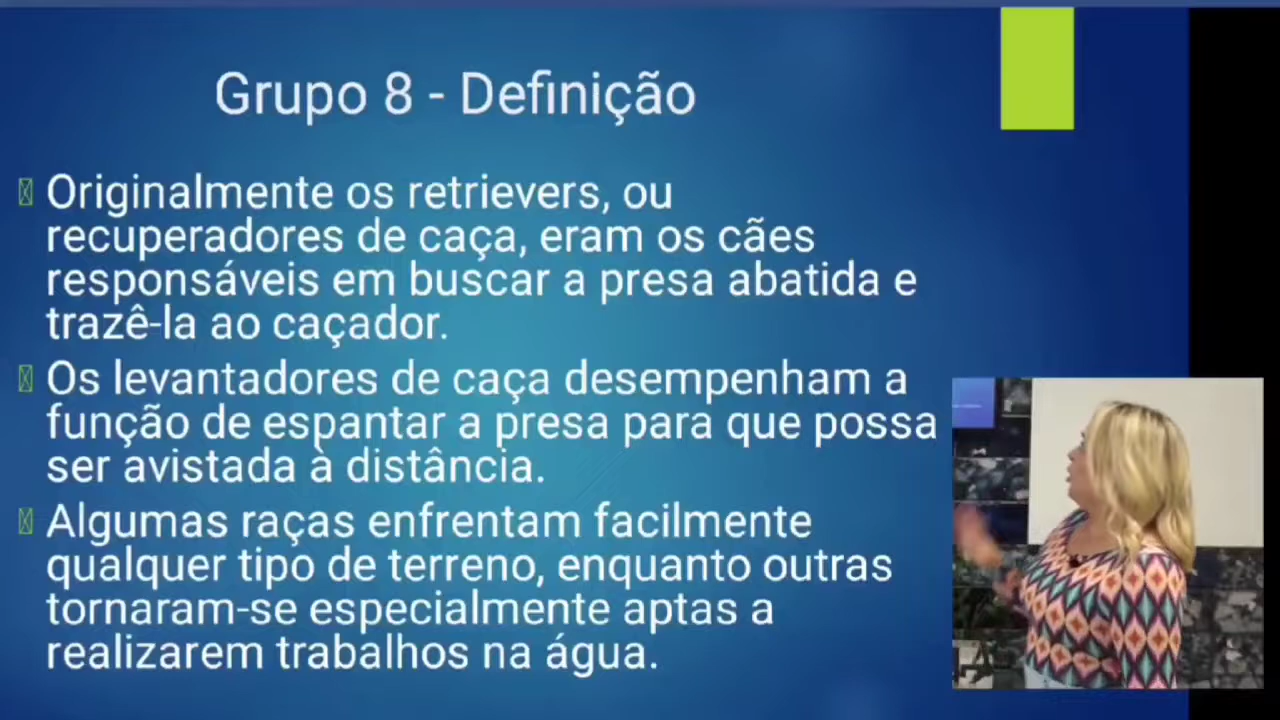 Grupo 8 - Definição
Originalmente os retrievers, ou
recuperadores de caça, eram os cães
responsáveis em buscar a presa abatida e
trazê-la ao caçador.
Os levantadores de caça desempenham a
função de espantar a presa para que possa
ser avistada à distância.
Algumas raças enfrentam facilmente
qualquer tipo de terreno, enquanto outras
tornaram-se especialmente aptas a
realizarem trabalhos na água.